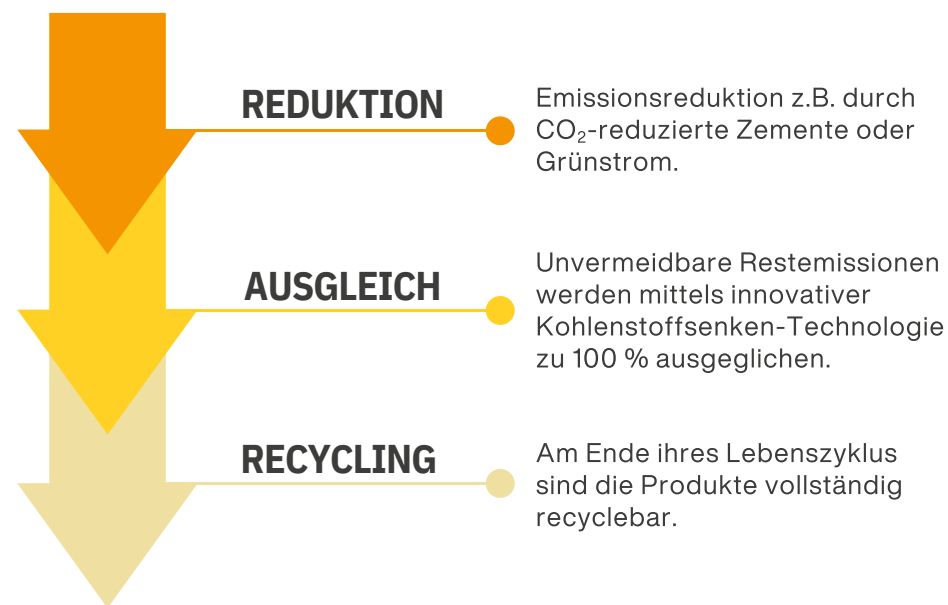 REDUKTION
Emissionsreduktion z.B. durch
CO₂-reduzierte Zemente oder
Grünstrom.
AUSGLEICH
Unvermeidbare Restemissionen
werden mittels innovativer
Kohlenstoffsenken-Technologie
zu 100 % ausgeglichen.
RECYCLING
Am Ende ihres Lebenszyklus
sind die Produkte vollständig
recyclebar.